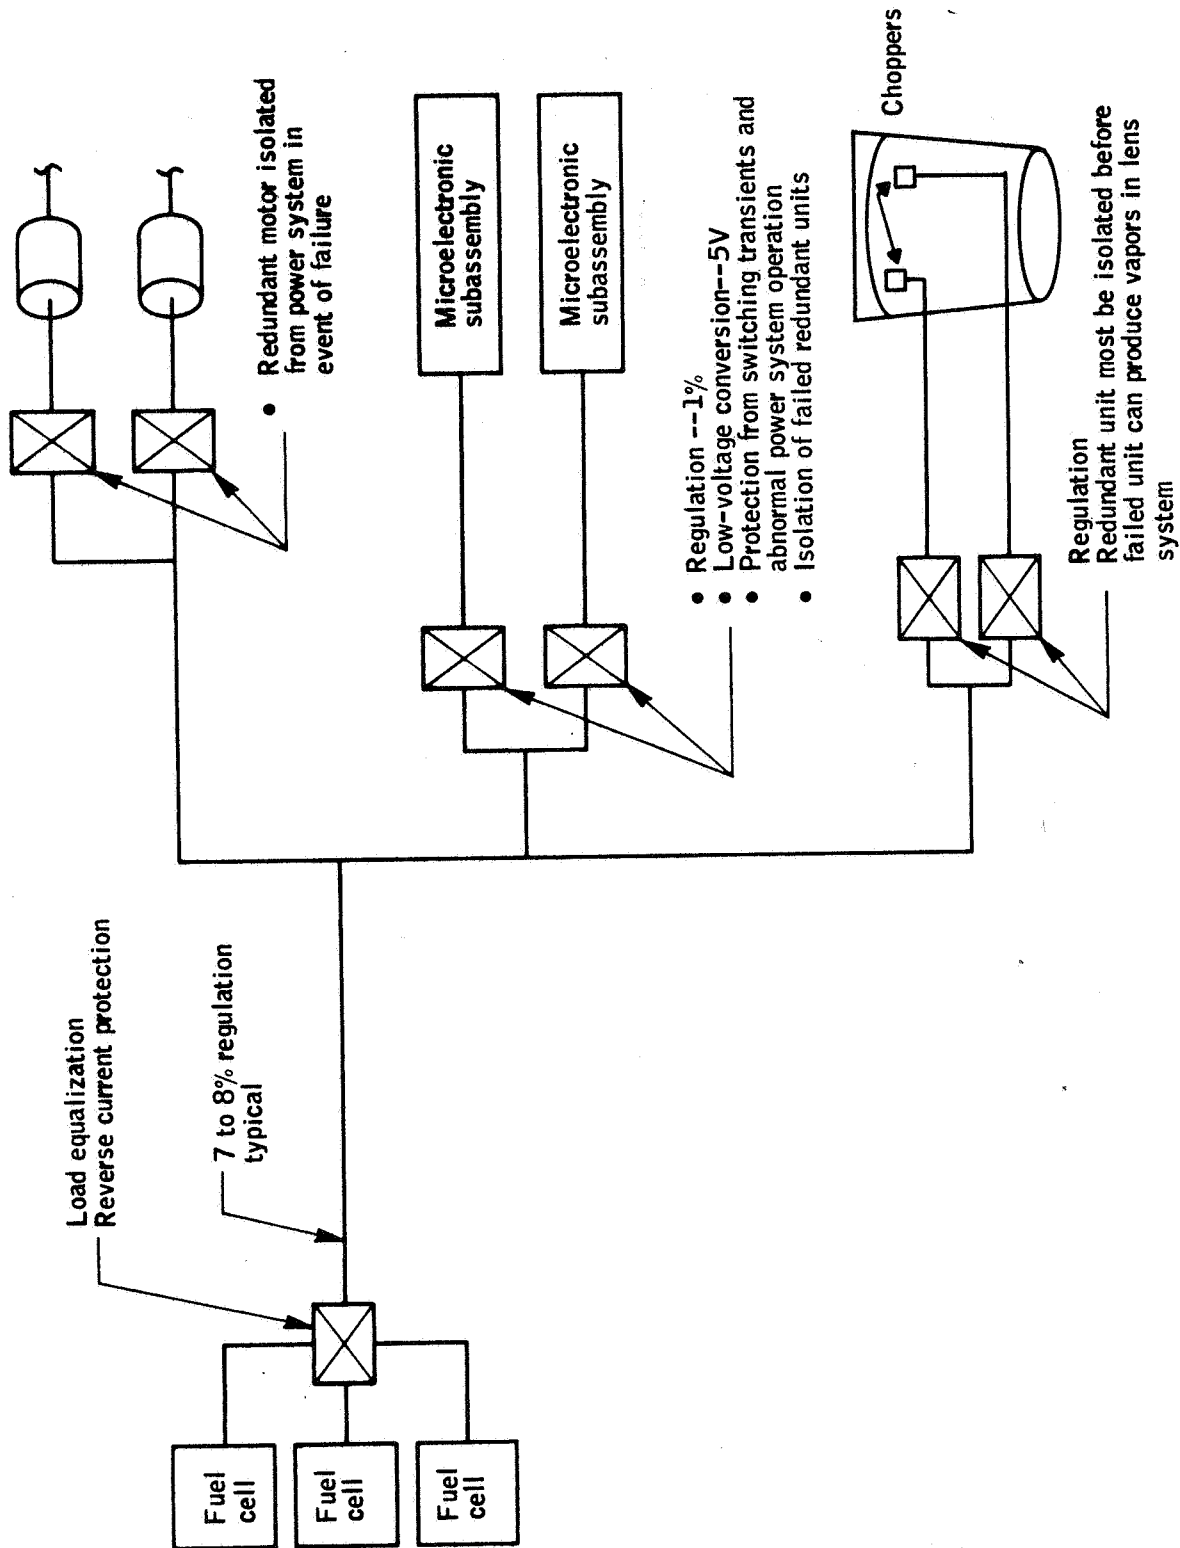 Fuel
cell
Fuel
cell
Fuel
cell
Load equalization
Reverse current protection
7 to 8% regulation
typical
• Redundant motor isolated
from power system in
event of failure
Microelectronic
subassembly
Microelectronic
subassembly
• Regulation --1%
• Low-voltage conversion--5V
• Protection from switching transients and
abnormal power system operation
• Isolation of failed redundant units
Choppers
Regulation
Redundant unit most be isolated before
failed unit can produce vapors in lens
system